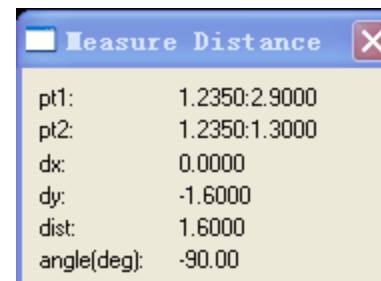 Measure Distance
pt1: 1.2350:2.9000
pt2: 1.2350:1.3000
dx: 0.0000
dy: -1.6000
dist: 1.6000
angle(deg): -90.00